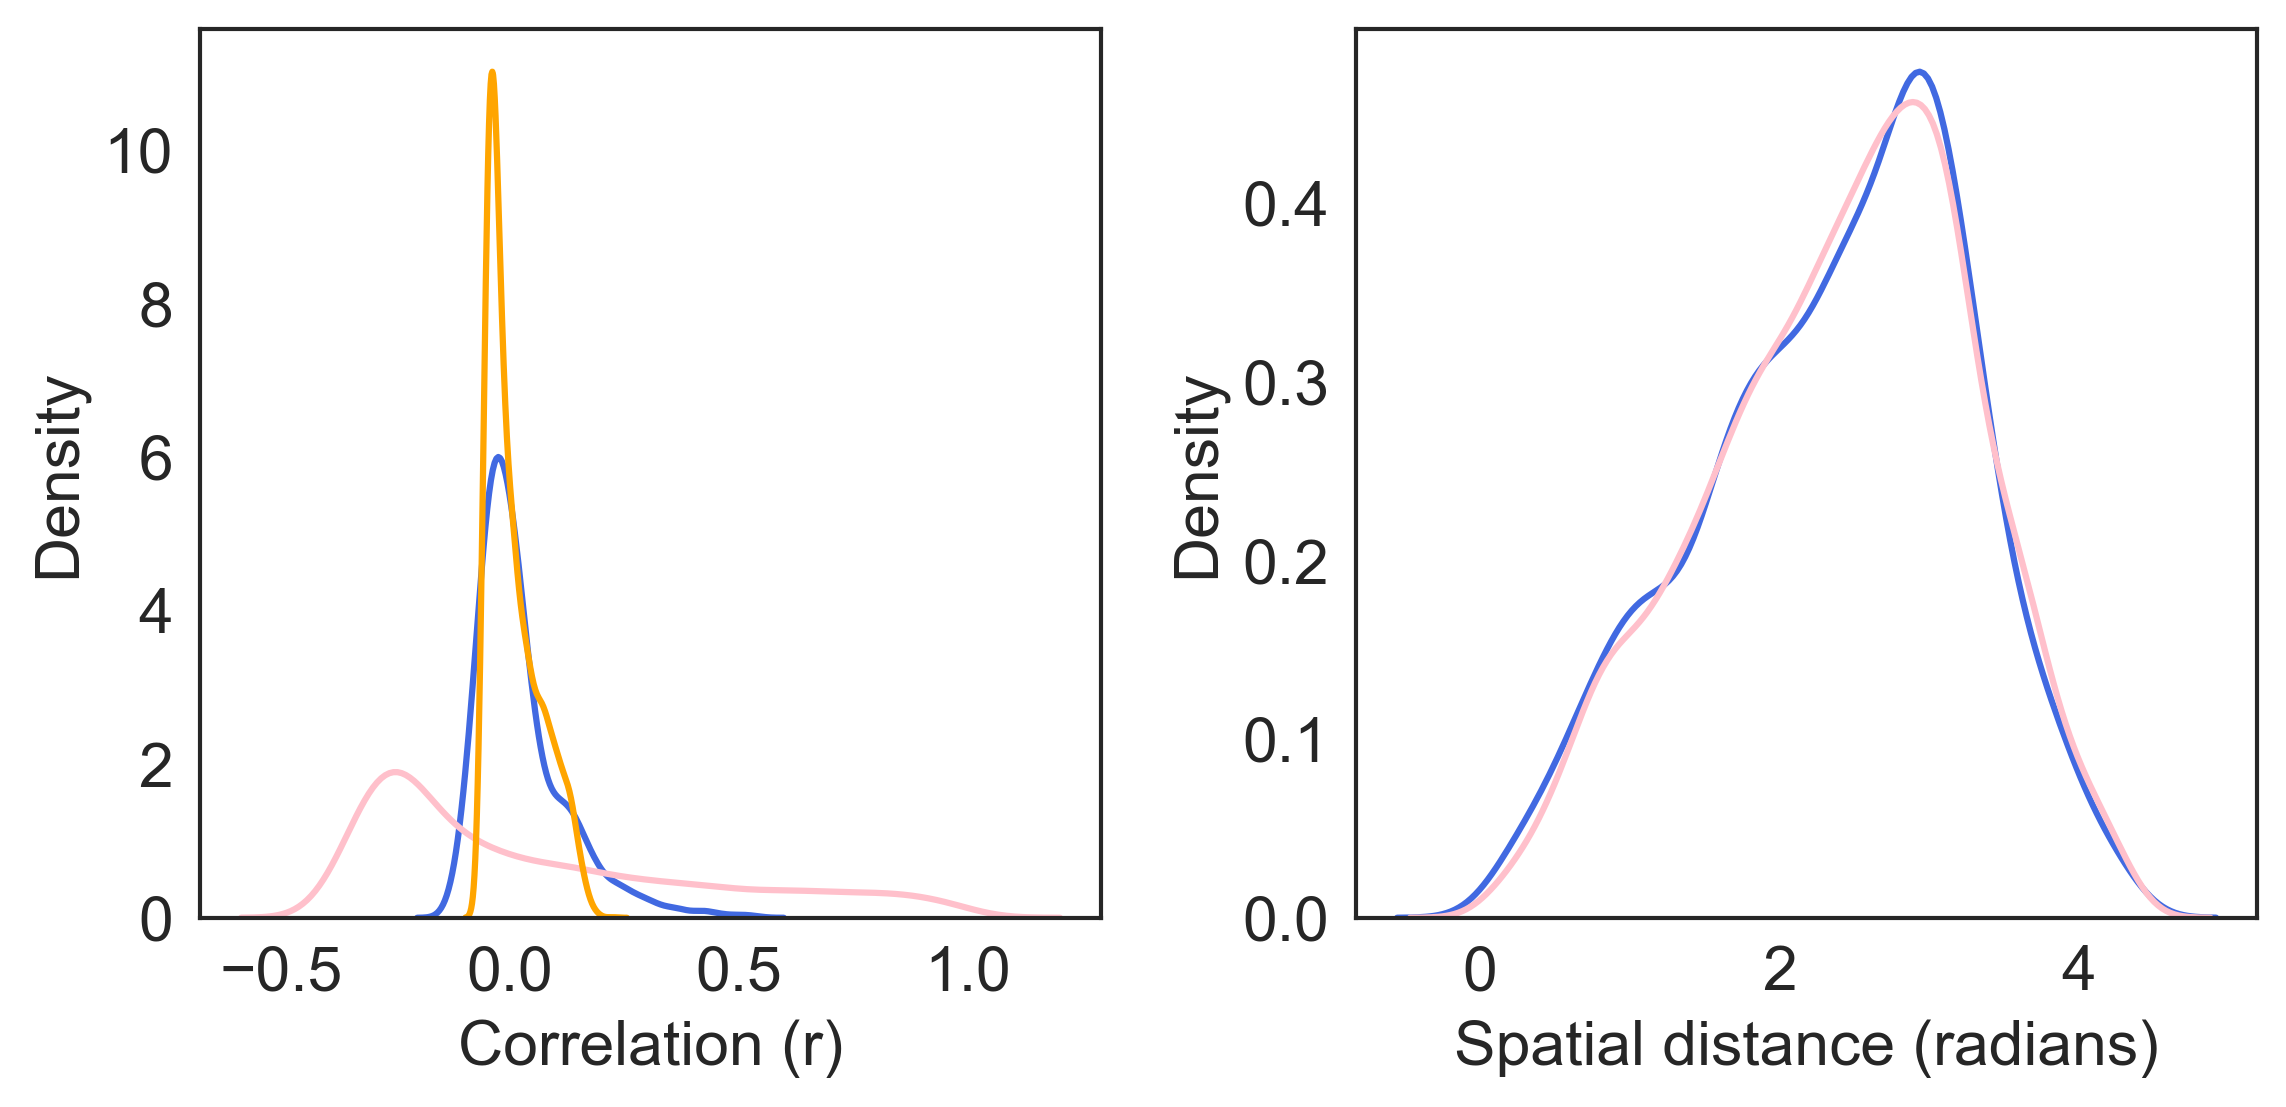 Density
10
8
6
4
2
0
−0.5 0.0 0.5 1.0
Correlation (r)
Density
0.4
0.3
0.2
0.1
0.0
0 2 4
Spatial distance (radians)